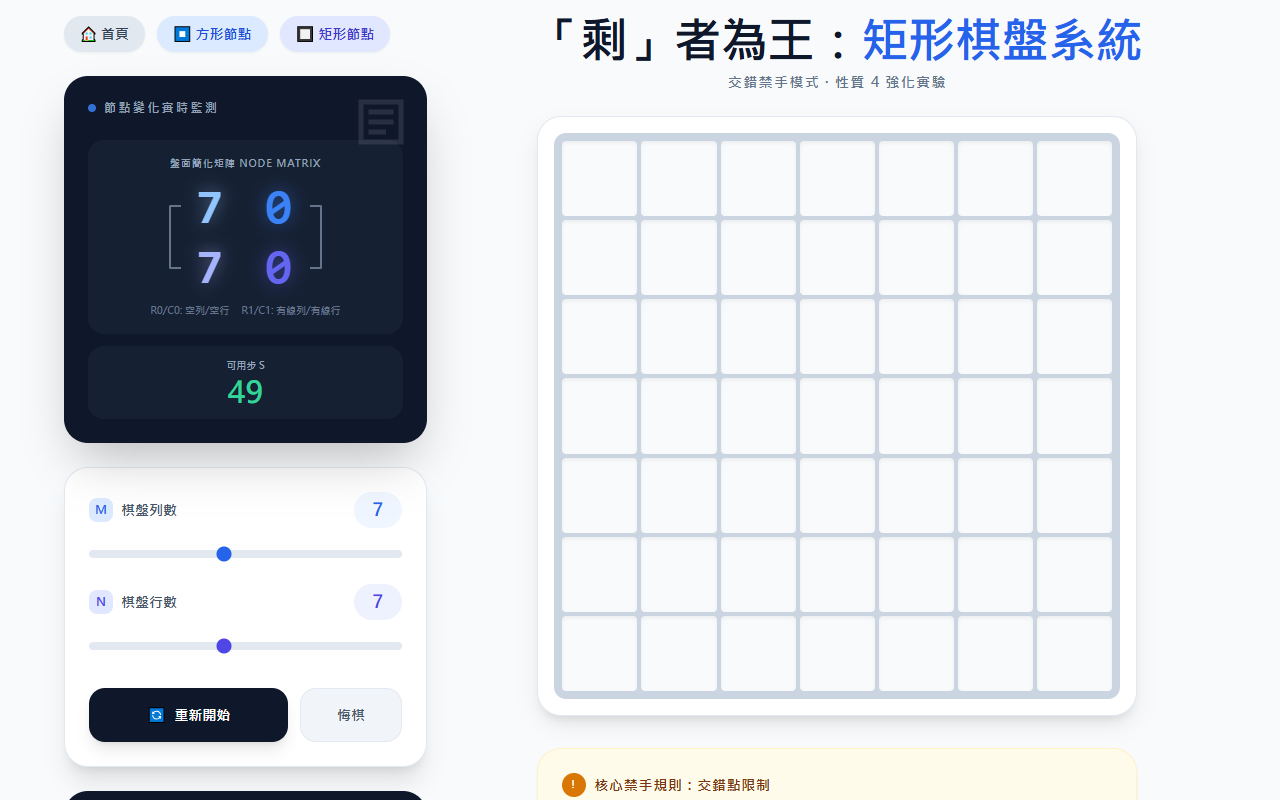 首頁
方形節點
矩形節點
「剩」者為王：矩形棋盤系統
交錯禁手模式 · 性質 4 強化實驗
節點變化實時監測
盤面簡化矩陣 NODE MATRIX
7 0
7 0
R0/C0: 空列/空行 R1/C1: 有線列/有線行
可用步 S
49
M 棋盤列數 7
N 棋盤行數 7
重新開始
悔棋
! 核心禁手規則：交錯點限制